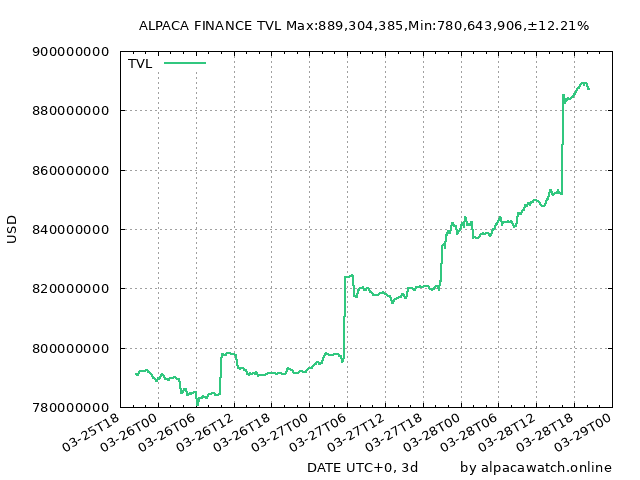 ALPACA FINANCE TVL Max:889,304,385,Min:780,643,906,±12.21%
TVL
900000000
880000000
860000000
840000000
820000000
800000000
780000000
USD
03-25T18
03-26T00
03-26T06
03-26T12
03-26T18
03-27T00
03-27T06
03-27T12
03-27T18
03-28T00
03-28T06
03-28T12
03-28T18
03-29T00
DATE UTC+0, 3d
by alpacawatch.online